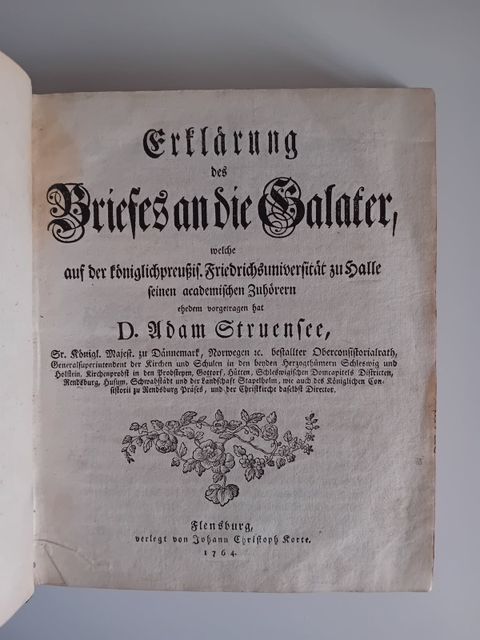 Erklärung
des
Briefes an die Galater,
welche
auf der königlichpreußis. Friedrichsuniversität zu Halle
seinen academischen Zuhörern
ehedem vorgetragen hat
D. Adam Struensee,
Sr. Königl. Majest. zu Dännemark, Norwegen ꝛc. bestallter Oberconsistorialrath,
Generalsuperintendent der Kirchen und Schulen in den beyden Herzogthümern Schleswig und
Holstein, Kirchenprobst in den Probsteyen, Gottorf, Hütten, Schleswigischen Domcapitels Districten,
Rendsburg, Husum, Schwabstädt und der Landschaft Stapelholm, wie auch des Königlichen Con-
sistorii zu Rendsburg Präses, und der Christkirche daselbst Director.
Flensburg,
verlegt von Johann Christoph Korte.
1764.